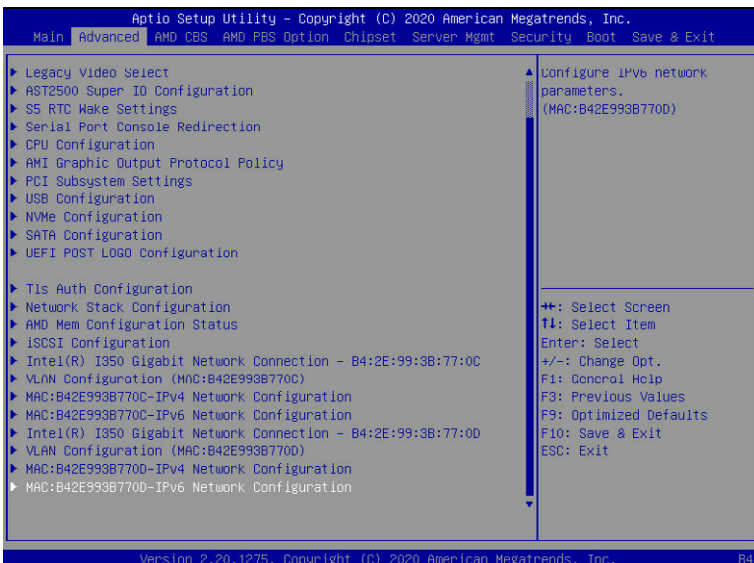 Aptio Setup Utility – Copyright (C) 2020 American Megatrends, Inc.
Main Advanced AMD CBS AMD PBS Option Chipset Server Mgmt Security Boot Save & Exit
Legacy Video Select
AST2500 Super IO Configuration
S5 RTC Wake Settings
Serial Port Console Redirection
CPU Configuration
AMI Graphic Output Protocol Policy
PCI Subsystem Settings
USB Configuration
NVMe Configuration
SATA Configuration
UEFI POST LOGO Configuration
Tls Auth Configuration
Network Stack Configuration
AMD Mem Configuration Status
iSCSI Configuration
Intel(R) I350 Gigabit Network Connection – B4:2E:99:3B:77:0C
VLAN Configuration (MAC:B42E993B770C)
MAC:B42E993B770C-IPv4 Network Configuration
MAC:B42E993B770C-IPv6 Network Configuration
Intel(R) I350 Gigabit Network Connection – B4:2E:99:3B:77:0D
VLAN Configuration (MAC:B42E993B770D)
MAC:B42E993B770D-IPv4 Network Configuration
MAC:B42E993B770D-IPv6 Network Configuration
Configure IPv6 network
parameters.
(MAC:B42E993B770D)
→←: Select Screen
↑↓: Select Item
Enter: Select
+/-: Change Opt.
F1: General Help
F3: Previous Values
F9: Optimized Defaults
F10: Save & Exit
ESC: Exit
Version 2.20.1275. Copyright (C) 2020 American Megatrends, Inc.
B4